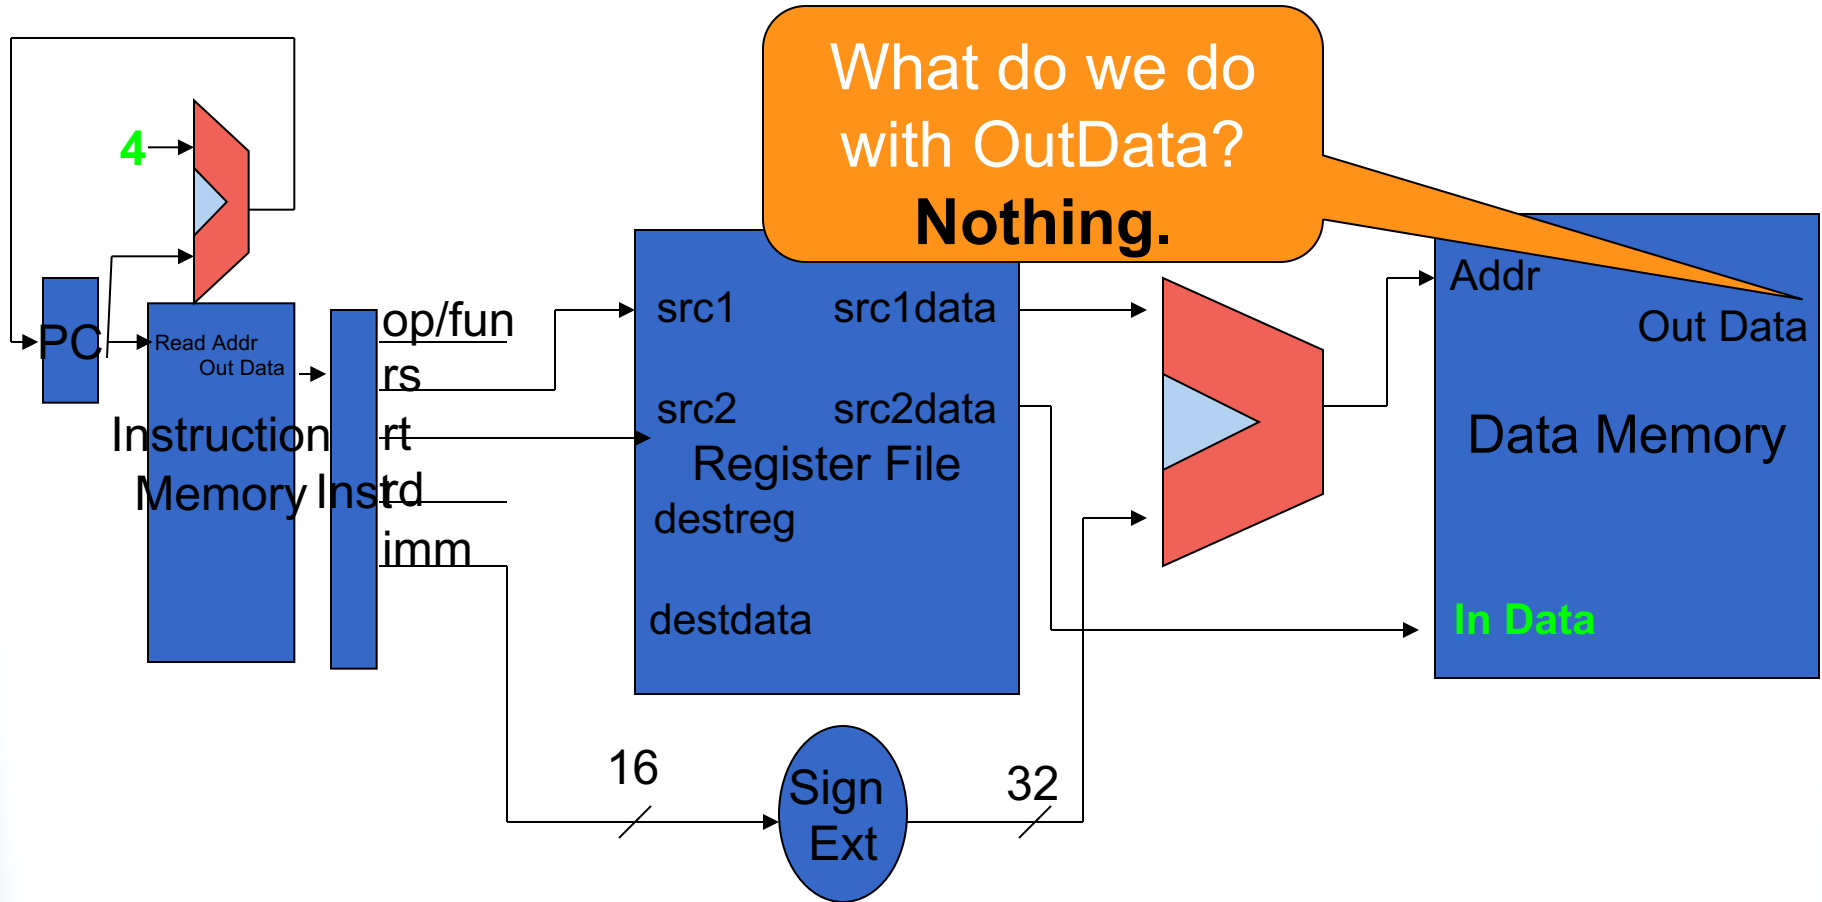 What do we do
with OutData?
Nothing.
4
PC
Read Addr
Out Data
Instruction
Memory
Inst
op/fun
rs
rt
rd
imm
src1
src1data
src2
src2data
Register File
destreg
destdata
Addr
Out Data
Data Memory
In Data
16
Sign
Ext
32